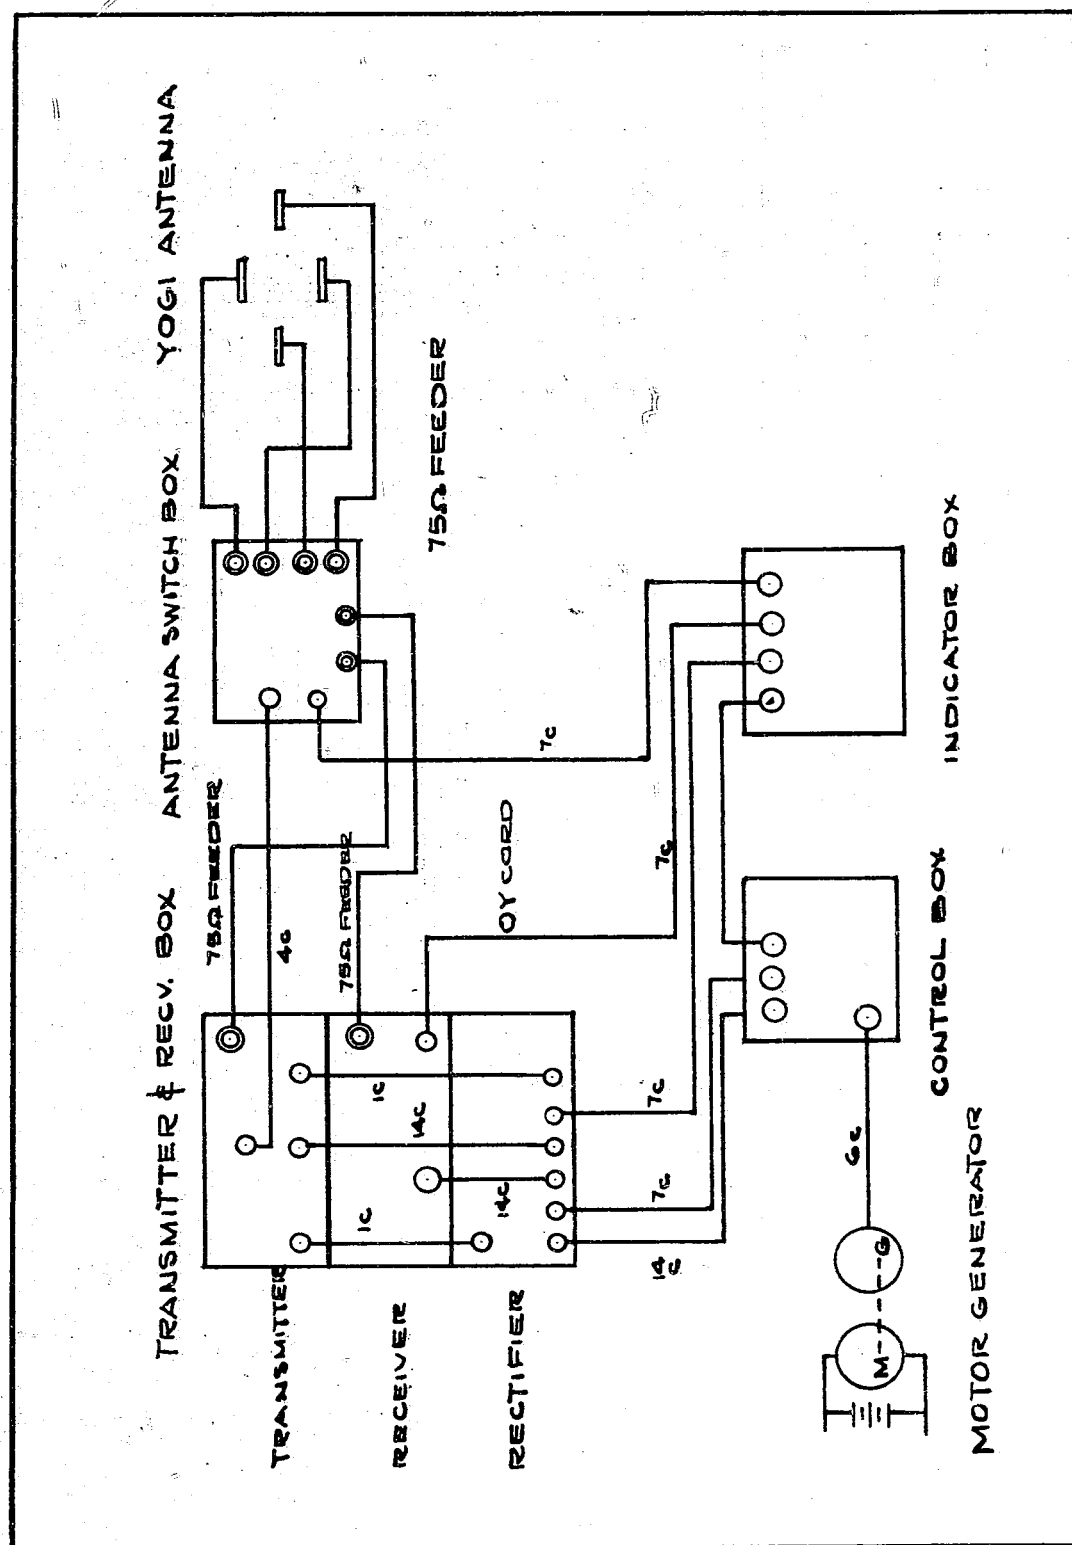 TRANSMITTER & RECV. BOX
ANTENNA SWITCH BOX
YOGI ANTENNA
75Ω FEEDER
4C
75Ω FEEDER
75Ω FEEDER
7C
OY CORD
7C
1C
14C
1C
14C
7C
7C
14C
6C
TRANSMITTER
RECEIVER
RECTIFIER
M
G
MOTOR GENERATOR
CONTROL BOX
INDICATOR BOX